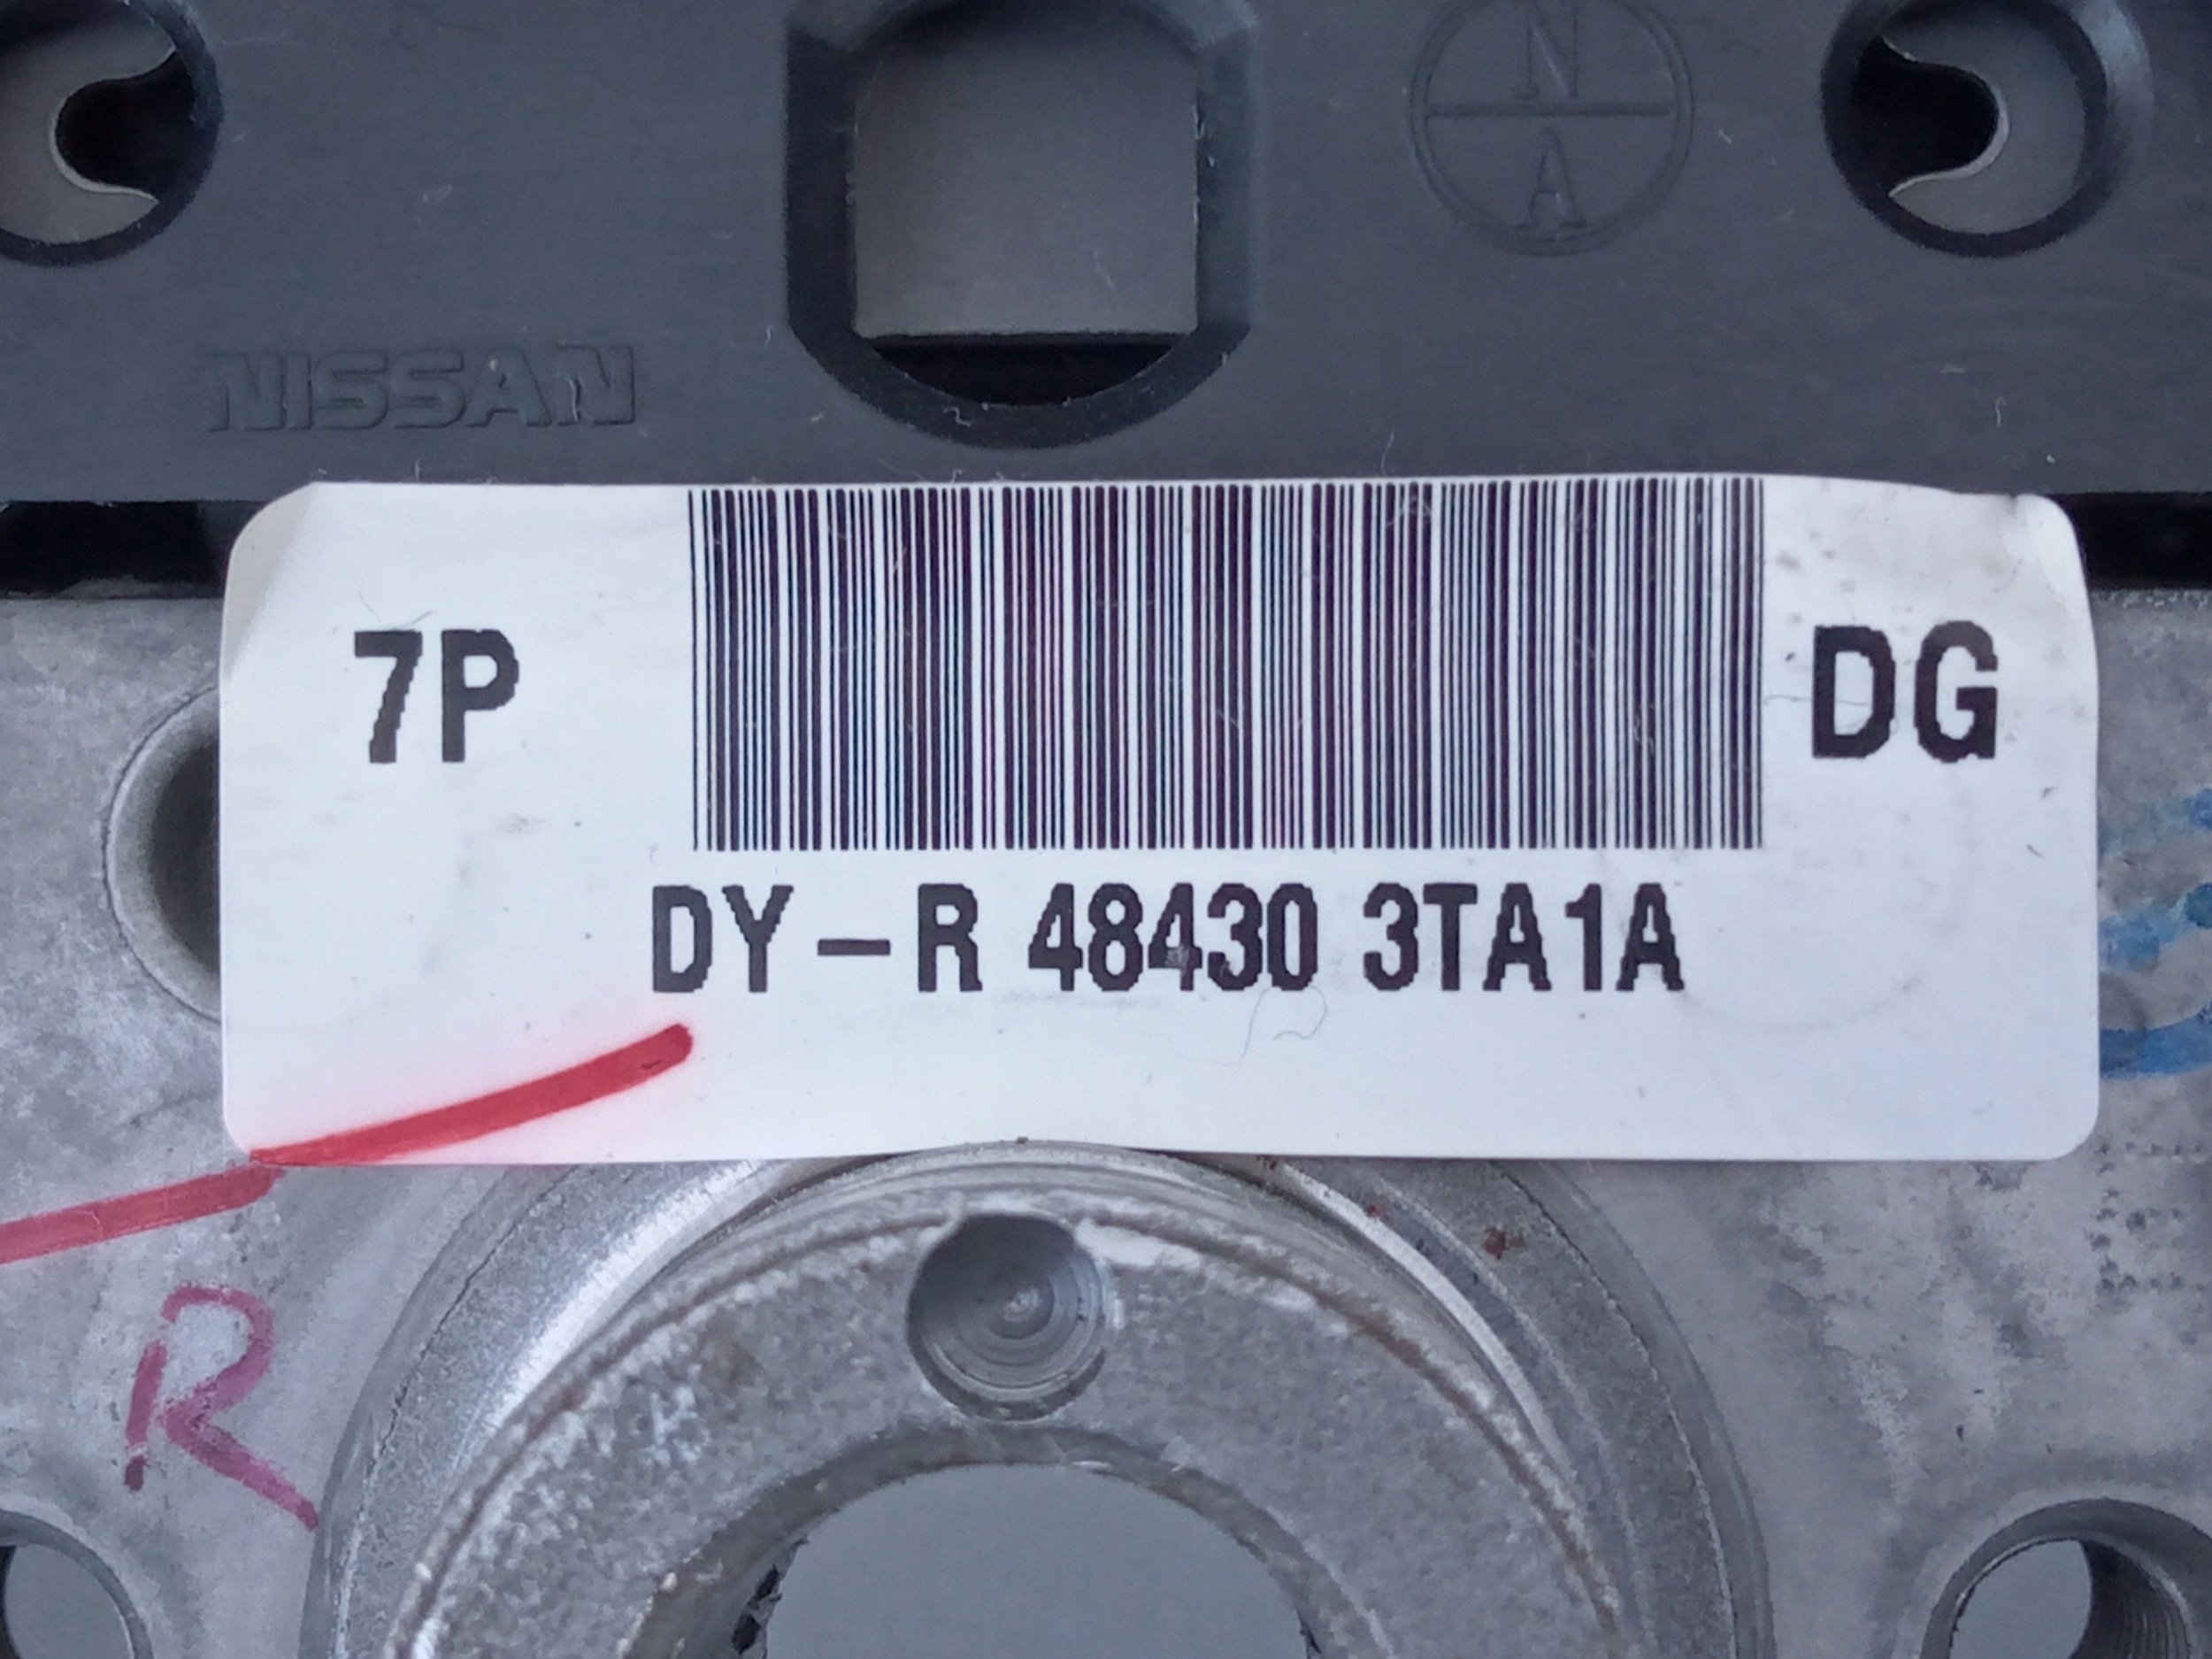 N
A
NISSAN
7P
DG
DY-R 48430 3TA1A
R